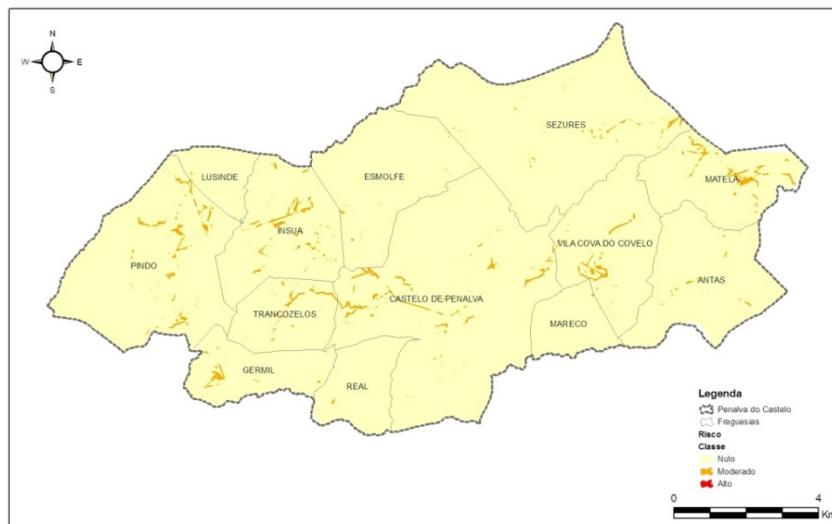 N
W E
S
SEZURES
LUSINDE
ESMOLFE
MATELA
INSUA
VILA COVA DO COVELO
PINDO
ANTAS
CASTELO DE PENALVA
TRANCOZELOS
MARECO
GERMIL
REAL
Legenda
Penalva do Castelo
Freguesias
Risco
Classe
Nulo
Moderado
Alto
0 4
Km